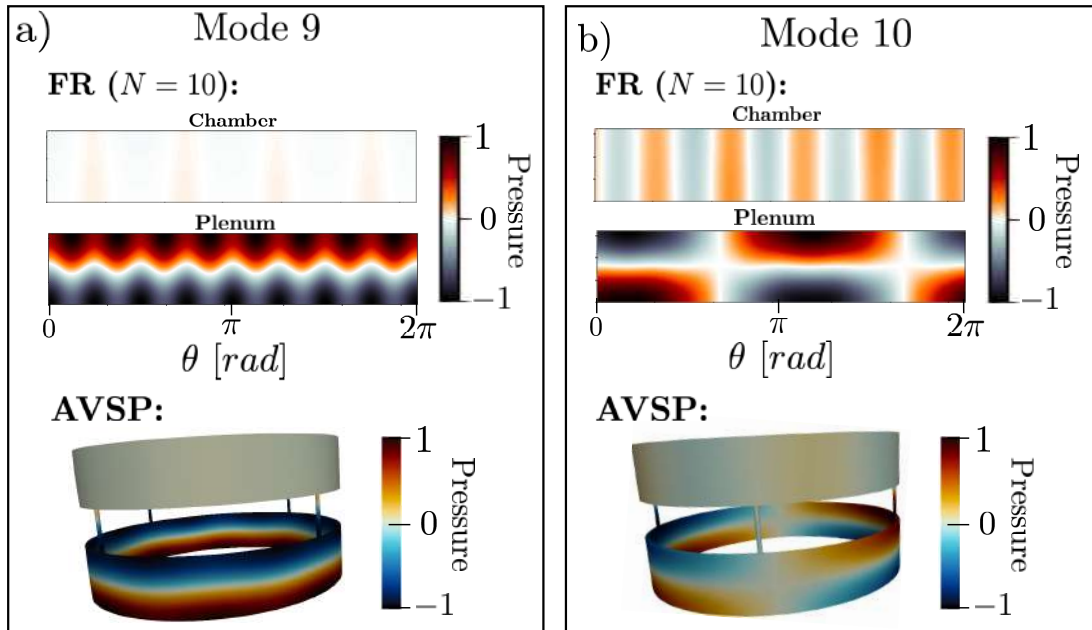 a)
Mode 9
FR (N = 10):
Chamber
1
0
−1
Pressure
Plenum
0
π
2π
θ [rad]
AVSP:
1
0
−1
Pressure
b)
Mode 10
FR (N = 10):
Chamber
1
0
−1
Pressure
Plenum
0
π
2π
θ [rad]
AVSP:
1
0
−1
Pressure